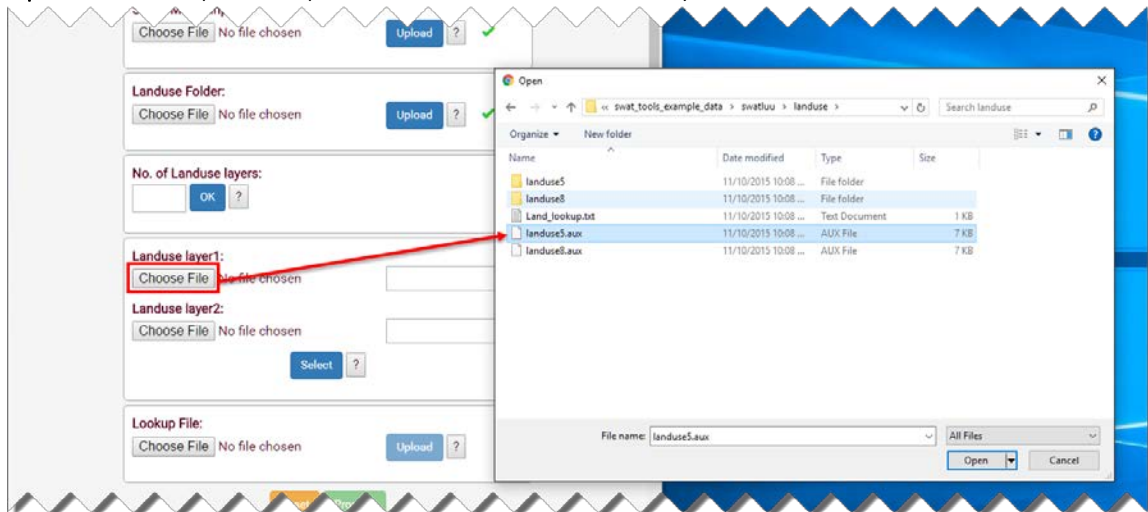 Choose File No file chosen Upload ?
Landuse Folder:
Choose File No file chosen Upload ?
No. of Landuse layers:
OK ?
Landuse layer1:
Choose File No file chosen
Landuse layer2:
Choose File No file chosen
Select ?
Lookup File:
Choose File No file chosen Upload ?
Open
« swat_tools_example_data › swatluu › landuse ›
Search landuse
Organize New folder
Name Date modified Type Size
landuse5 11/10/2015 10:08 ... File folder
landuse8 11/10/2015 10:08 ... File folder
Land_lookup.txt 11/10/2015 10:08 ... Text Document 1 KB
landuse5.aux 11/10/2015 10:08 ... AUX File 7 KB
landuse8.aux 11/10/2015 10:08 ... AUX File 7 KB
File name: landuse5.aux All Files
Open Cancel